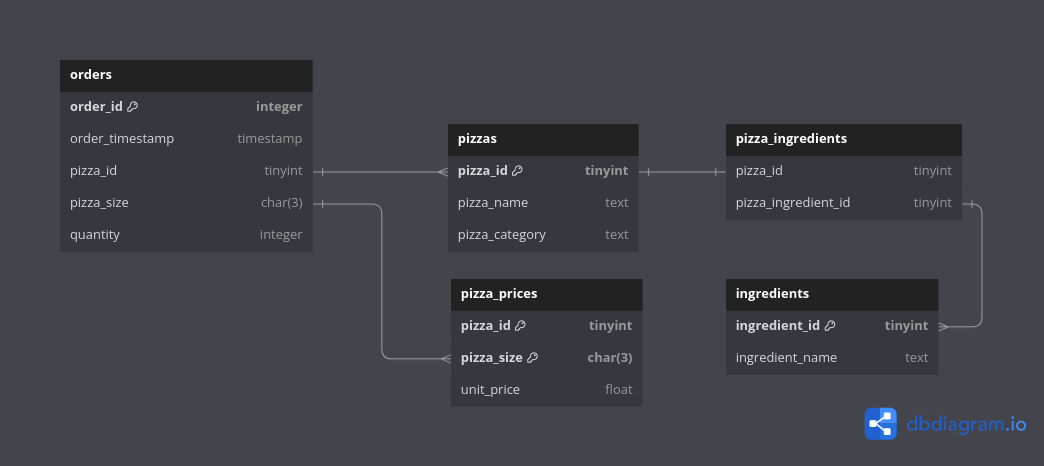 orders
order_id integer
order_timestamp timestamp
pizza_id tinyint
pizza_size char(3)
quantity integer
pizzas
pizza_id tinyint
pizza_name text
pizza_category text
pizza_ingredients
pizza_id tinyint
pizza_ingredient_id tinyint
pizza_prices
pizza_id tinyint
pizza_size char(3)
unit_price float
ingredients
ingredient_id tinyint
ingredient_name text
dbdiagram.io